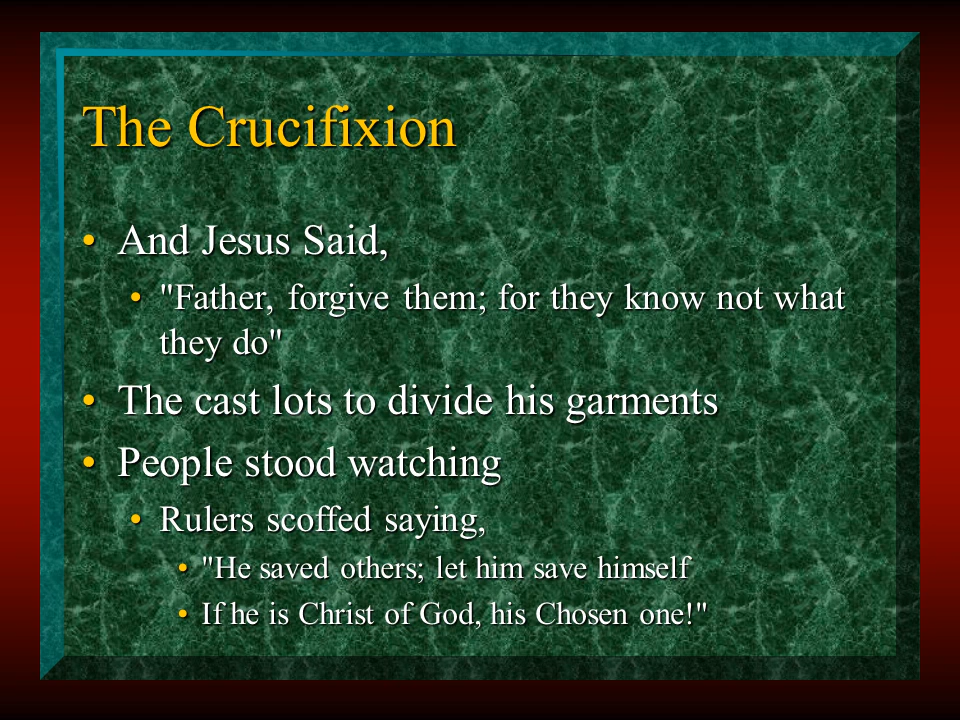 The Crucifixion
• And Jesus Said,
• "Father, forgive them; for they know not what
they do"
• The cast lots to divide his garments
• People stood watching
• Rulers scoffed saying,
• "He saved others; let him save himself
• If he is Christ of God, his Chosen one!"